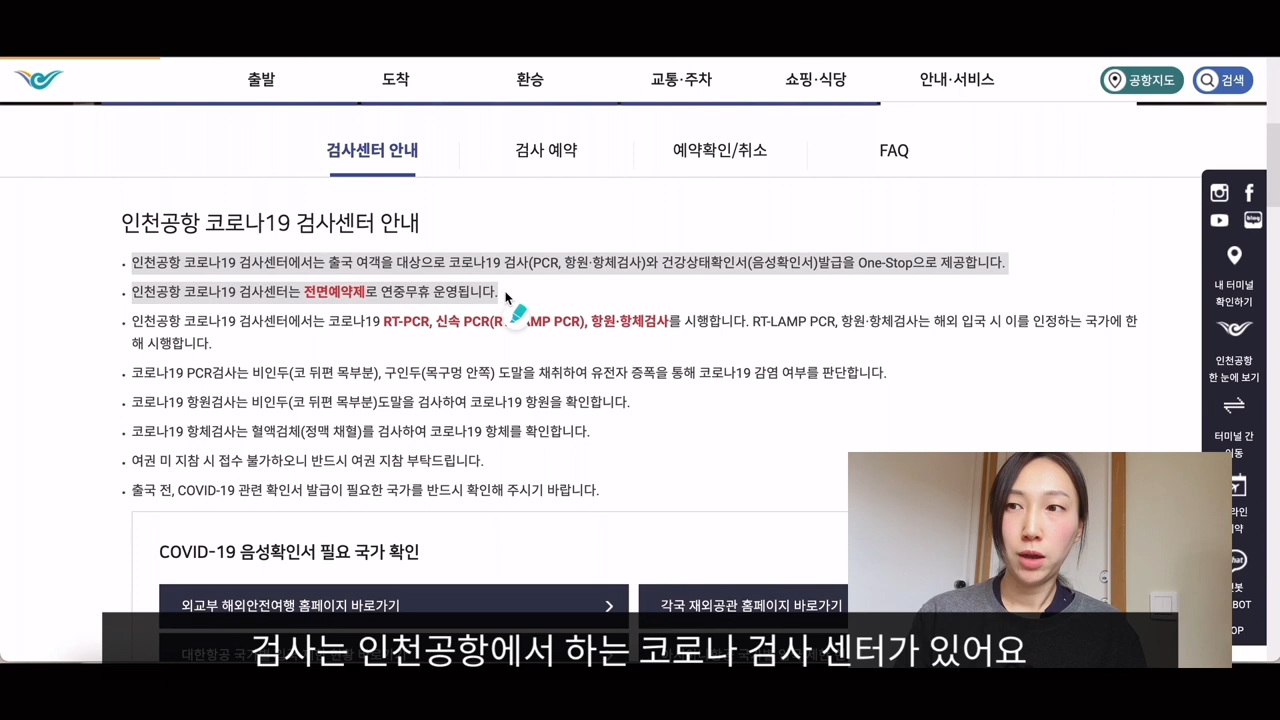 출발
도착
환승
교통·주차
쇼핑·식당
안내·서비스
공항지도
검색
검사센터 안내
검사 예약
예약확인/취소
FAQ
인천공항 코로나19 검사센터 안내
· 인천공항 코로나19 검사센터에서는 출국 여객을 대상으로 코로나19 검사(PCR, 항원·항체검사)와 건강상태확인서(음성확인서)발급을 One-Stop으로 제공합니다.
· 인천공항 코로나19 검사센터는 전면예약제로 연중무휴 운영됩니다.
· 인천공항 코로나19 검사센터에서는 코로나19 RT-PCR, 신속 PCR(R AMP PCR), 항원·항체검사를 시행합니다. RT-LAMP PCR, 항원·항체검사는 해외 입국 시 이를 인정하는 국가에 한
해 시행합니다.
· 코로나19 PCR검사는 비인두(코 뒤편 목부분), 구인두(목구멍 안쪽) 도말을 채취하여 유전자 증폭을 통해 코로나19 감염 여부를 판단합니다.
· 코로나19 항원검사는 비인두(코 뒤편 목부분)도말을 검사하여 코로나19 항원을 확인합니다.
· 코로나19 항체검사는 혈액검체(정맥 채혈)를 검사하여 코로나19 항체를 확인합니다.
· 여권 미 지참 시 접수 불가하오니 반드시 여권 지참 부탁드립니다.
· 출국 전, COVID-19 관련 확인서 발급이 필요한 국가를 반드시 확인해 주시기 바랍니다.
COVID-19 음성확인서 필요 국가 확인
외교부 해외안전여행 홈페이지 바로가기
각국 재외공관 홈페이지 바로가기
blog
내 터미널
확인하기
인천공항
한 눈에 보기
터미널 간
이동
라인
약
hat
봇
BOT
OP
검사는 인천공항에서 하는 코로나 검사 센터가 있어요